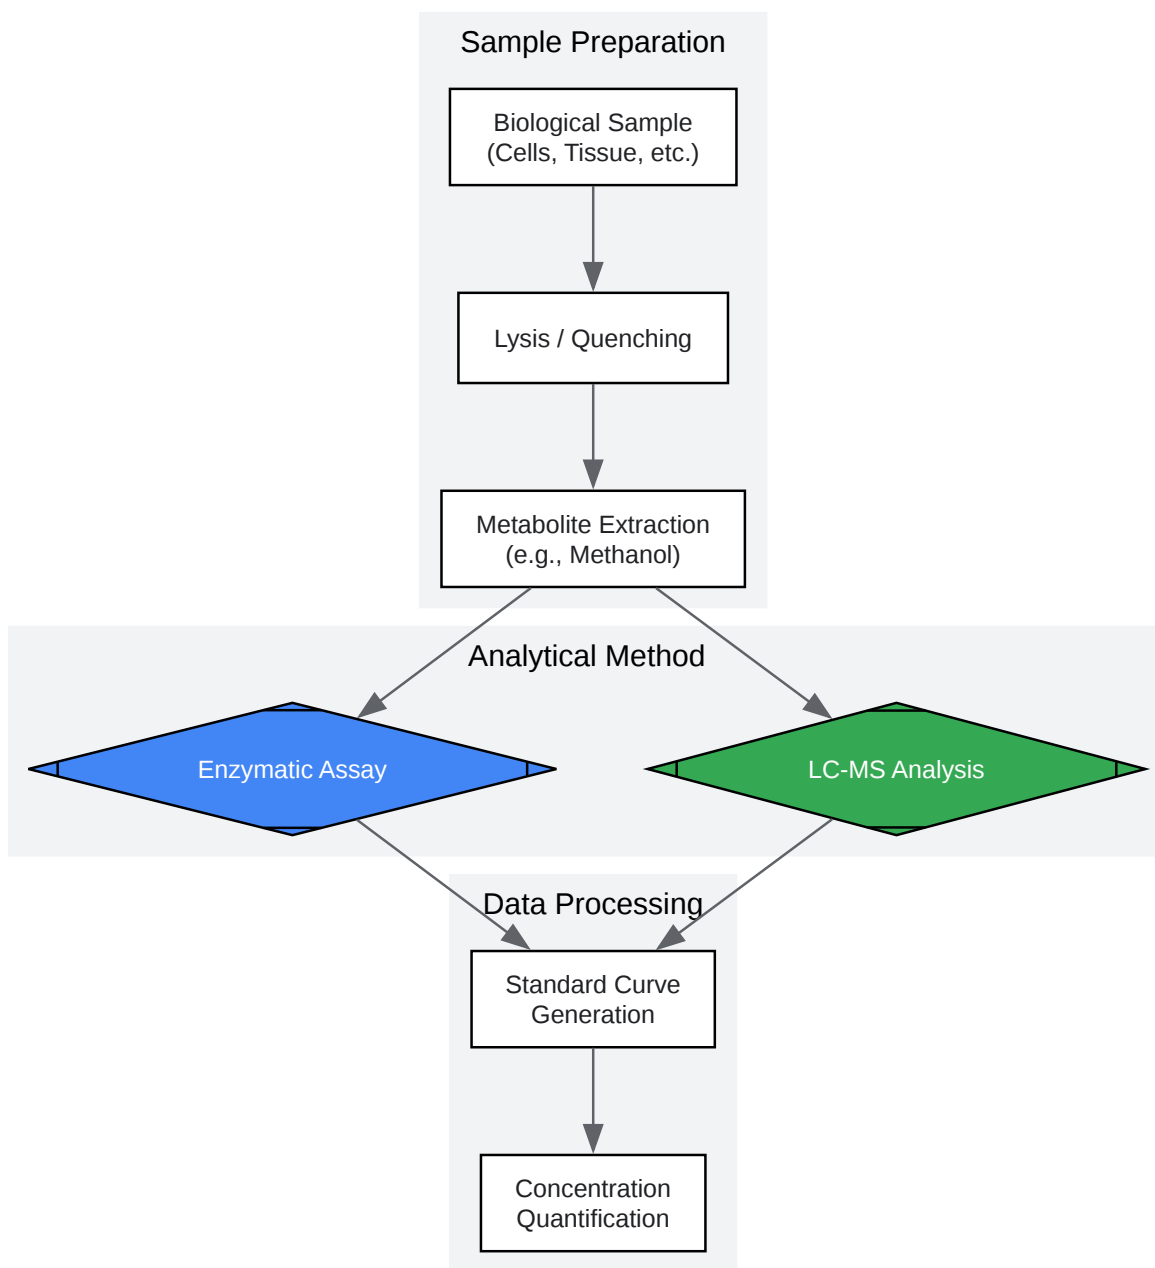 Sample Preparation
Biological Sample
(Cells, Tissue, etc.)
Lysis / Quenching
Metabolite Extraction
(e.g., Methanol)
Analytical Method
Enzymatic Assay
LC-MS Analysis
Data Processing
Standard Curve
Generation
Concentration
Quantification